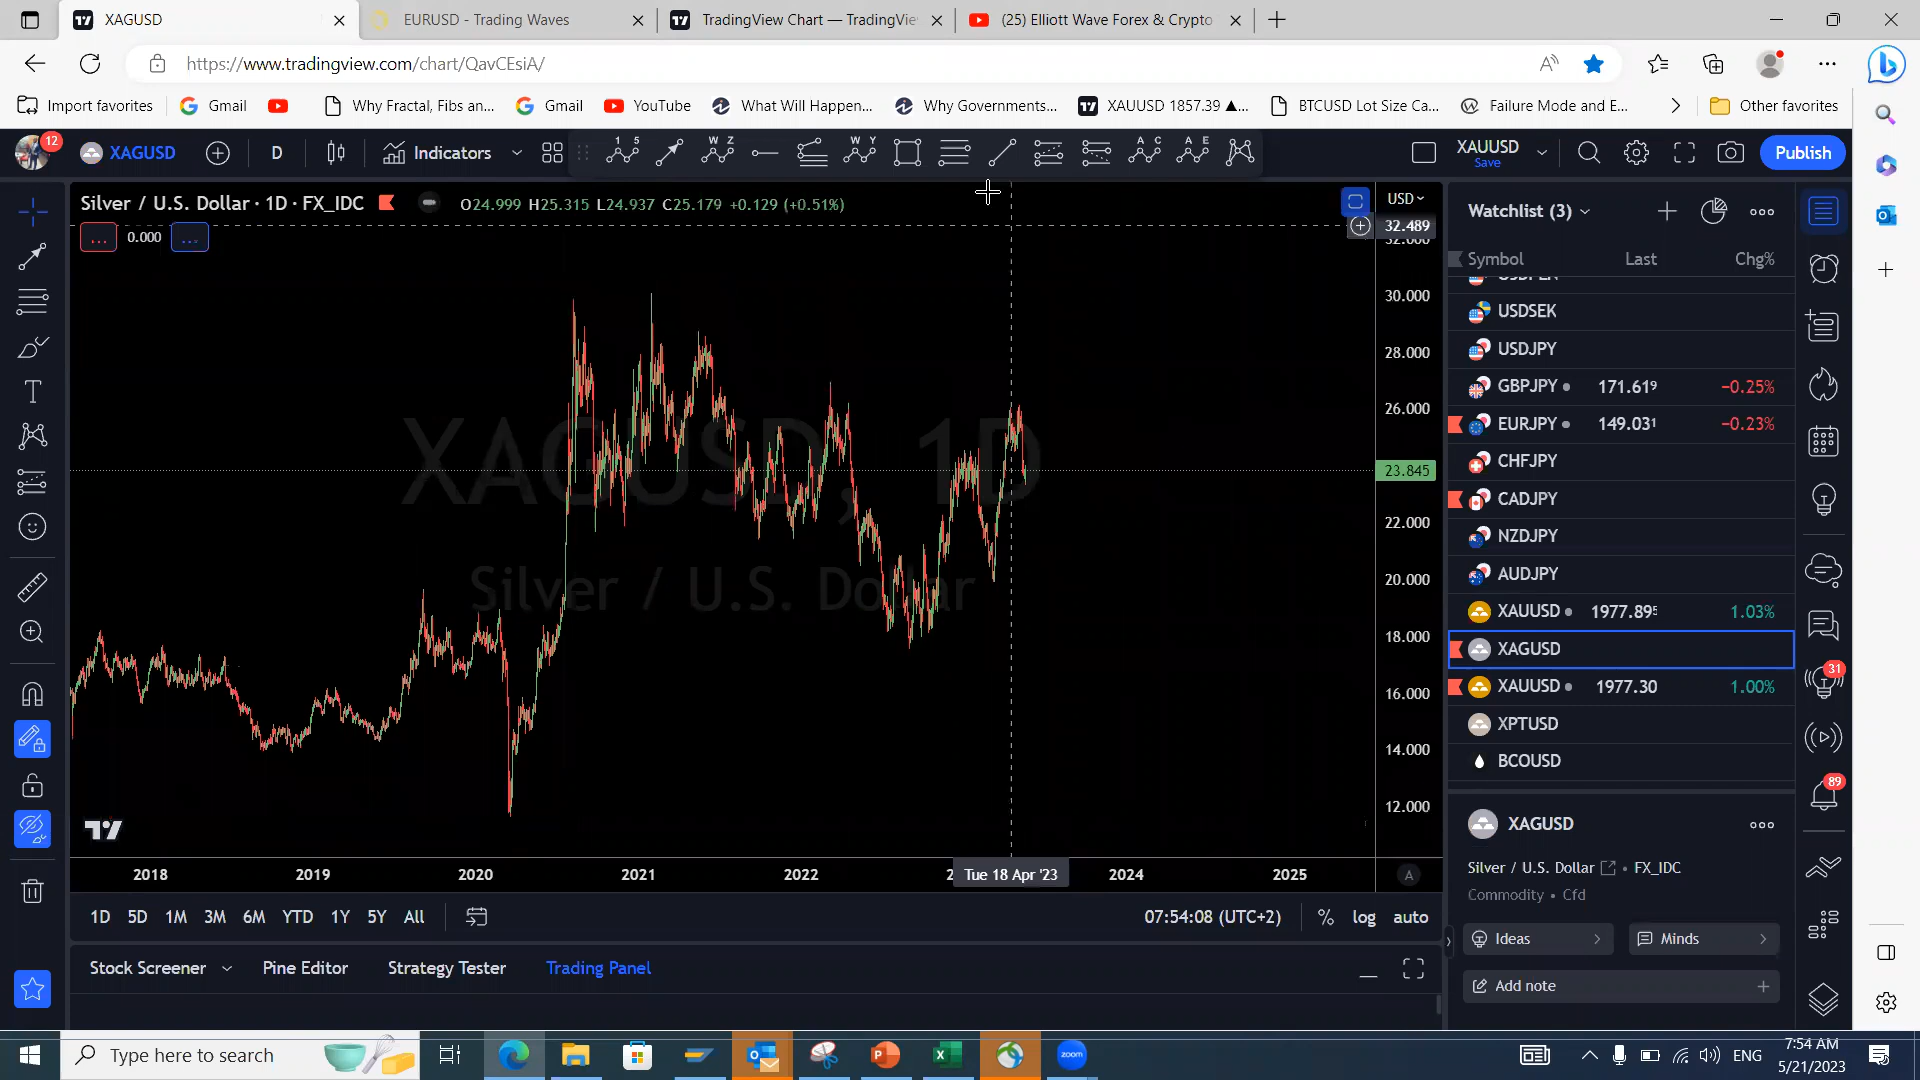 XAGUSD
EURUSD - Trading Waves
TradingView Chart — TradingVie
(25) Elliott Wave Forex & Crypto
https://www.tradingview.com/chart/QavCEsiA/
Import favorites
Gmail
Why Fractal, Fibs an...
Gmail
YouTube
What Will Happen...
Why Governments...
XAUUSD 1857.39 ▲...
BTCUSD Lot Size Ca...
Failure Mode and E...
Other favorites
12
XAGUSD
D
Indicators
1 5
W Z
W Y
A C
A E
XAUUSD
Save
Publish
Silver / U.S. Dollar · 1D · FX_IDC
O24.999 H25.315 L24.937 C25.179 +0.129 (+0.51%)
... 0.000 ...
USD
32.489
32.000
30.000
28.000
26.000
23.845
22.000
20.000
18.000
16.000
14.000
12.000
XAGUSD, 1D
Silver / U.S. Dollar
2018
2019
2020
2021
2022
Tue 18 Apr '23
2024
2025
A
1D 5D 1M 3M 6M YTD 1Y 5Y All
07:54:08 (UTC+2)
% log auto
Stock Screener
Pine Editor
Strategy Tester
Trading Panel
Watchlist (3)
Symbol Last Chg%
USDSEK
USDJPY
GBPJPY 171.619 −0.25%
EURJPY 149.031 −0.23%
CHFJPY
CADJPY
NZDJPY
AUDJPY
XAUUSD 1977.895 1.03%
XAGUSD
XAUUSD 1977.30 1.00%
XPTUSD
BCOUSD
XAGUSD
Silver / U.S. Dollar • FX_IDC
Commodity • Cfd
Ideas
Minds
Add note
31
89
Type here to search
zoom
ENG
7:54 AM
5/21/2023